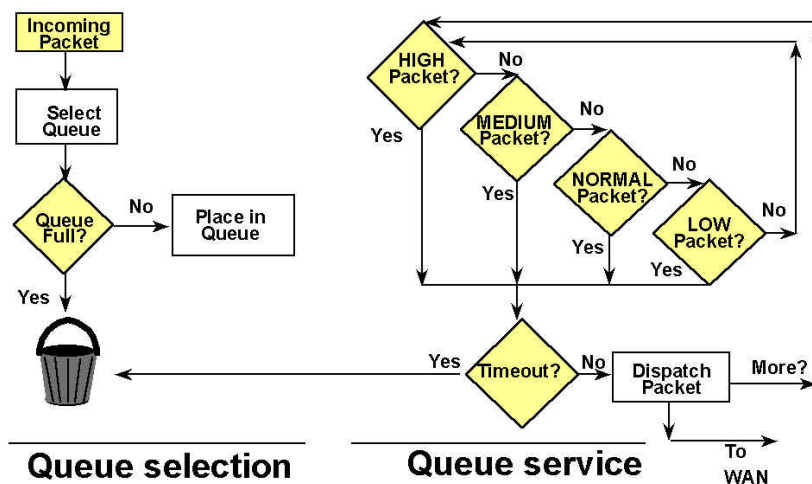 Incoming
Packet
Select
Queue
Queue
Full?
No
Place in
Queue
Yes
Queue selection
HIGH
Packet?
No
Yes
MEDIUM
Packet?
No
Yes
NORMAL
Packet?
No
Yes
LOW
Packet?
No
Yes
Timeout?
Yes
No
Dispatch
Packet
More?
To
WAN
Queue service